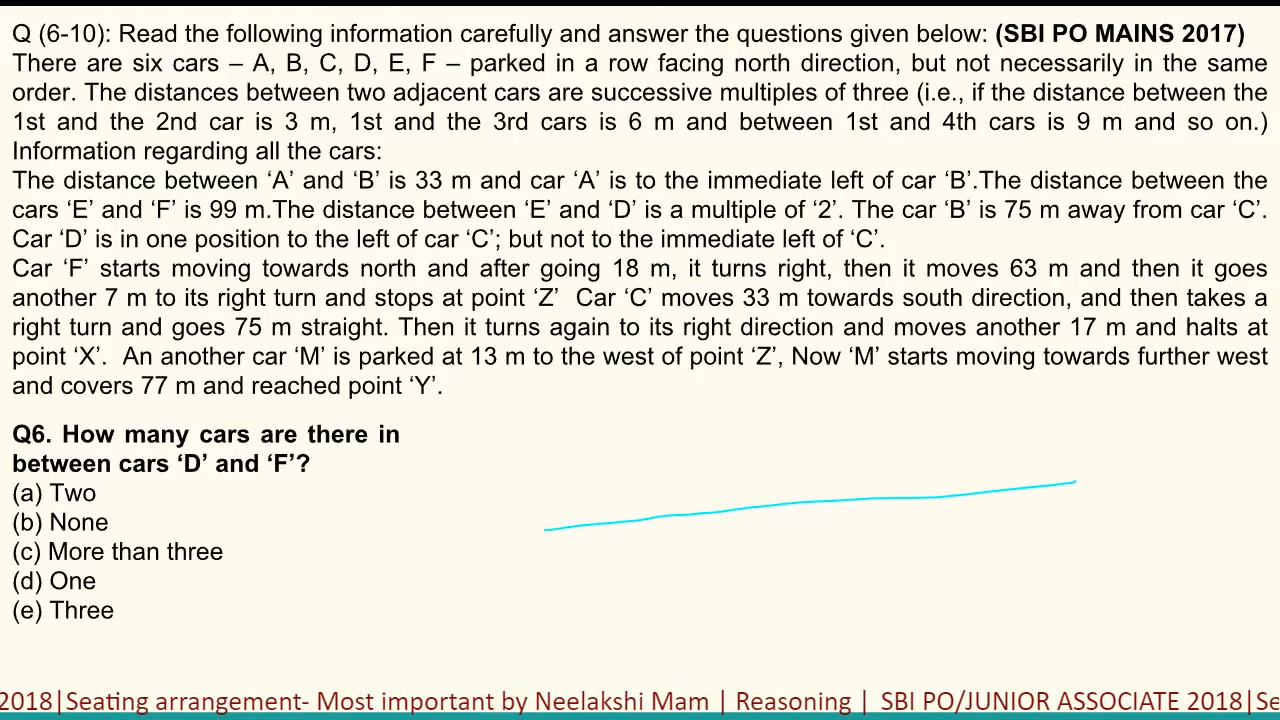 Q (6-10): Read the following information carefully and answer the questions given below: (SBI PO MAINS 2017)
There are six cars – A, B, C, D, E, F – parked in a row facing north direction, but not necessarily in the same
order. The distances between two adjacent cars are successive multiples of three (i.e., if the distance between the
1st and the 2nd car is 3 m, 1st and the 3rd cars is 6 m and between 1st and 4th cars is 9 m and so on.)
Information regarding all the cars:
The distance between ‘A’ and ‘B’ is 33 m and car ‘A’ is to the immediate left of car ‘B’.The distance between the
cars ‘E’ and ‘F’ is 99 m.The distance between ‘E’ and ‘D’ is a multiple of ‘2’. The car ‘B’ is 75 m away from car ‘C’.
Car ‘D’ is in one position to the left of car ‘C’; but not to the immediate left of ‘C’.
Car ‘F’ starts moving towards north and after going 18 m, it turns right, then it moves 63 m and then it goes
another 7 m to its right turn and stops at point ‘Z’ Car ‘C’ moves 33 m towards south direction, and then takes a
right turn and goes 75 m straight. Then it turns again to its right direction and moves another 17 m and halts at
point ‘X’. An another car ‘M’ is parked at 13 m to the west of point ‘Z’, Now ‘M’ starts moving towards further west
and covers 77 m and reached point ‘Y’.
Q6. How many cars are there in
between cars ‘D’ and ‘F’?
(a) Two
(b) None
(c) More than three
(d) One
(e) Three
2018|Seating arrangement- Most important by Neelakshi Mam | Reasoning | SBI PO/JUNIOR ASSOCIATE 2018|Se